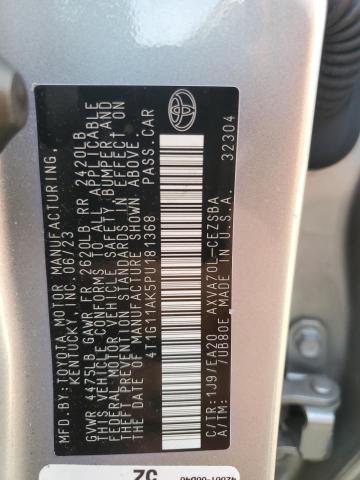 MFD. BY:TOYOTA MOTOR MANUFACTURING,
KENTUCKY, INC. 06/23
GVWR 4475LB GAWR FR 2620LB RR 2420LB
THIS VEHICLE CONFORMS TO ALL APPLICABLE
FEDERAL MOTOR VEHICLE SAFETY, BUMPER AND
THEFT PREVENTION STANDARDS IN EFFECT ON
THE DATE OF MANUFACTURE SHOWN ABOVE.
4T1G11AK5PU181368 PASS.CAR
C/TR:1J9/EA20 AXVA70L-CEZSBA
A/TM: /UB80E MADE IN U.S.A. 32304